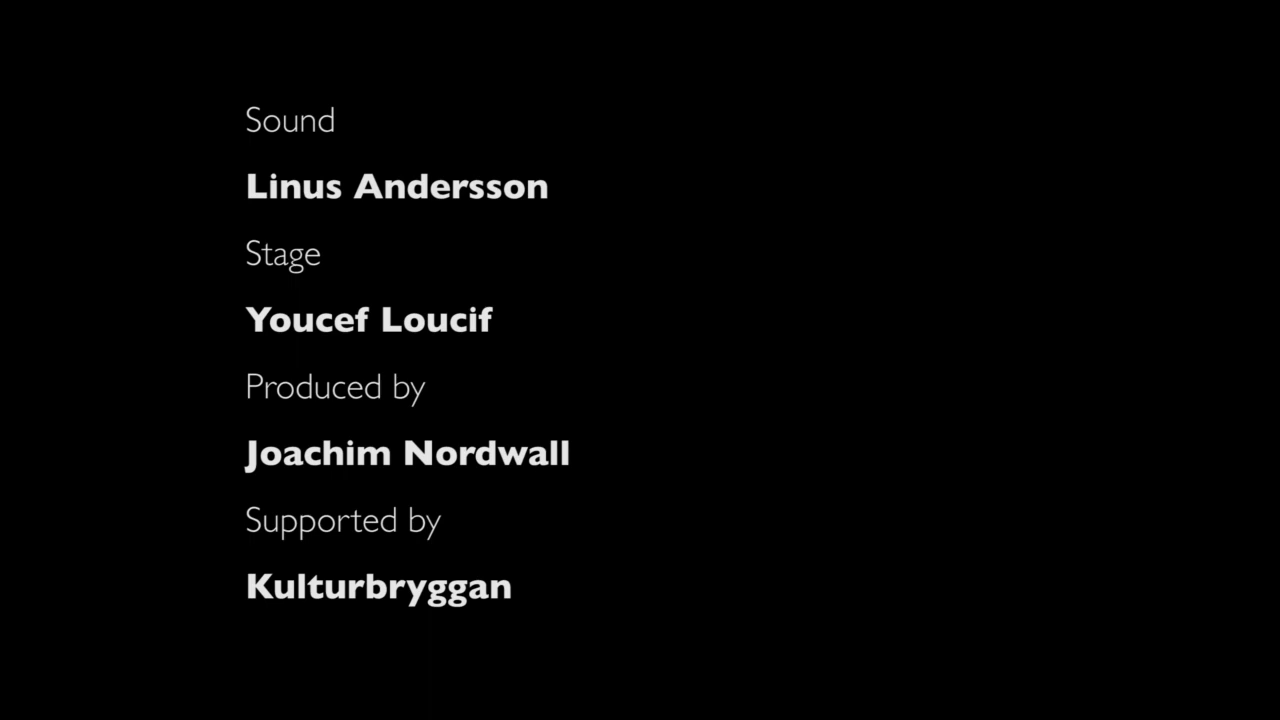 Sound
Linus Andersson
Stage
Youcef Loucif
Produced by
Joachim Nordwall
Supported by
Kulturbryggan